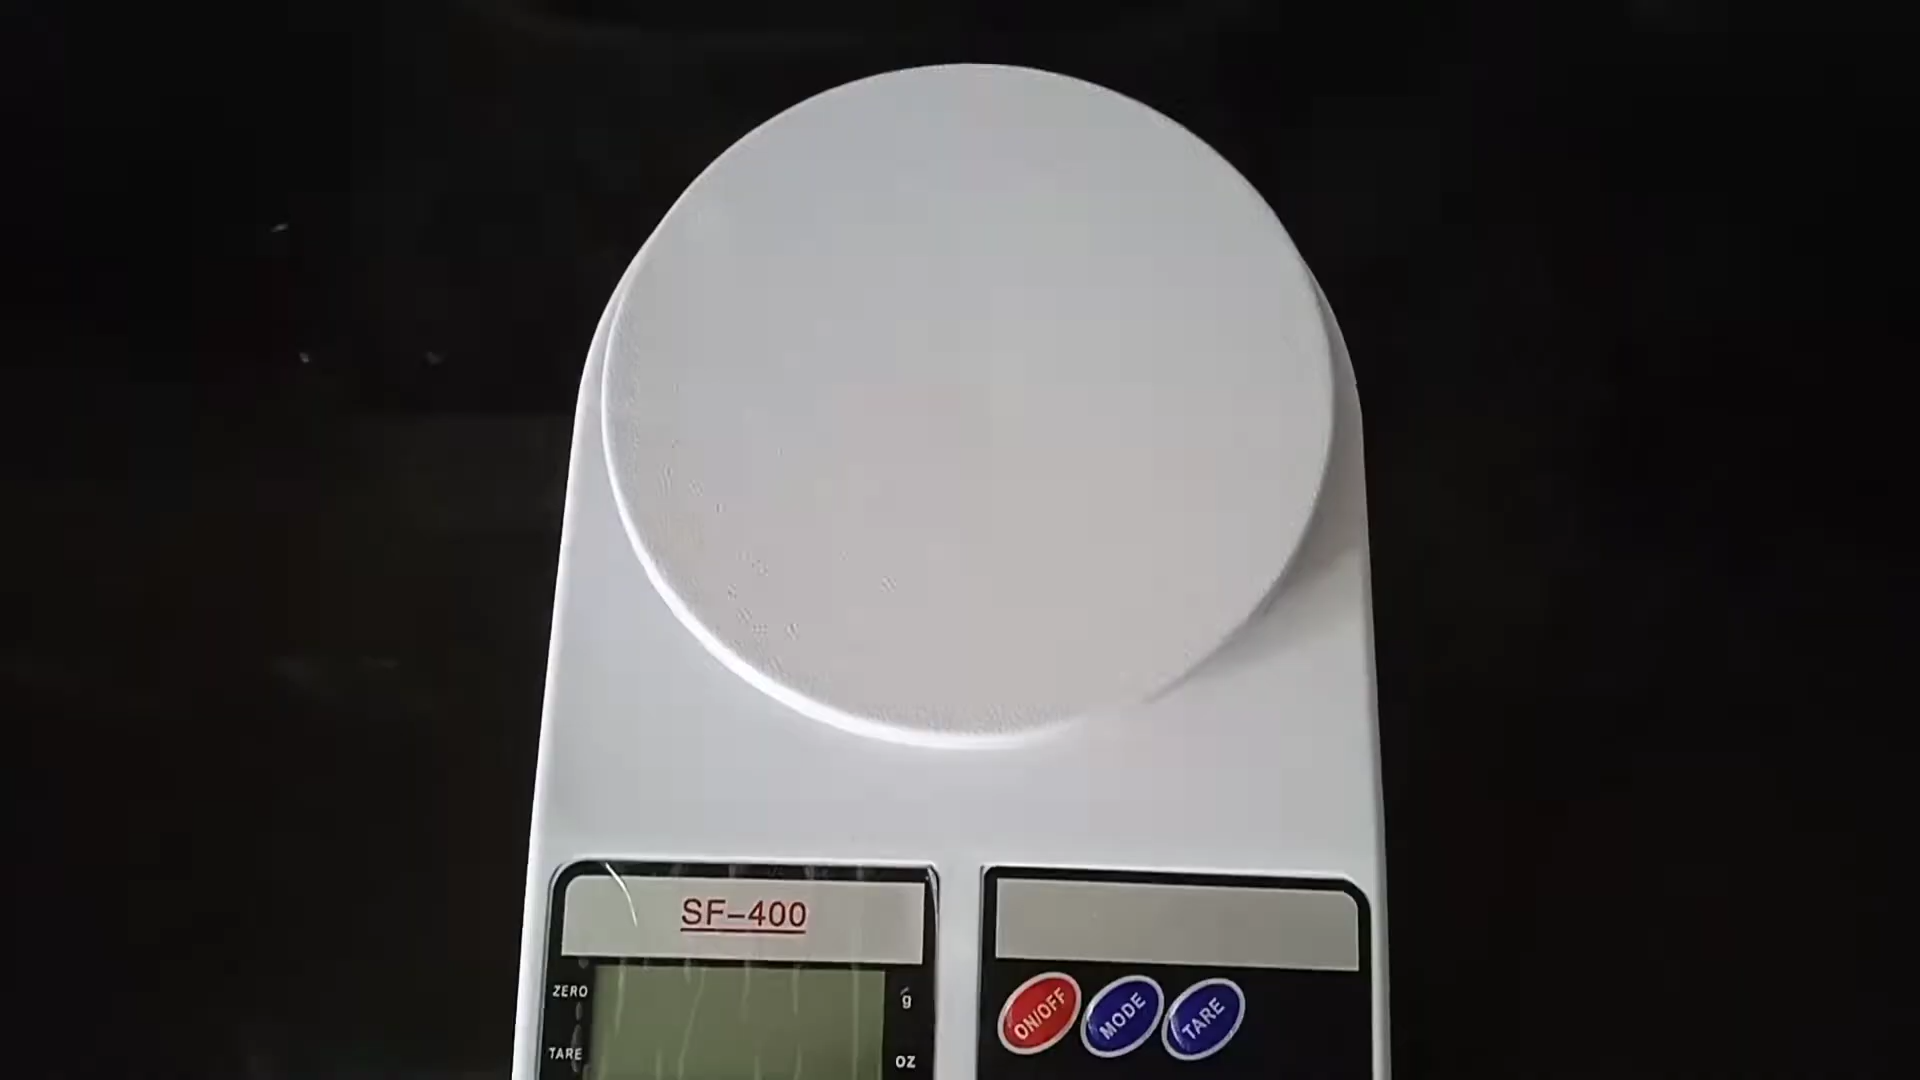 SF-400
ZERO
g
TARE
OZ
ON/OFF
MODE
TARE